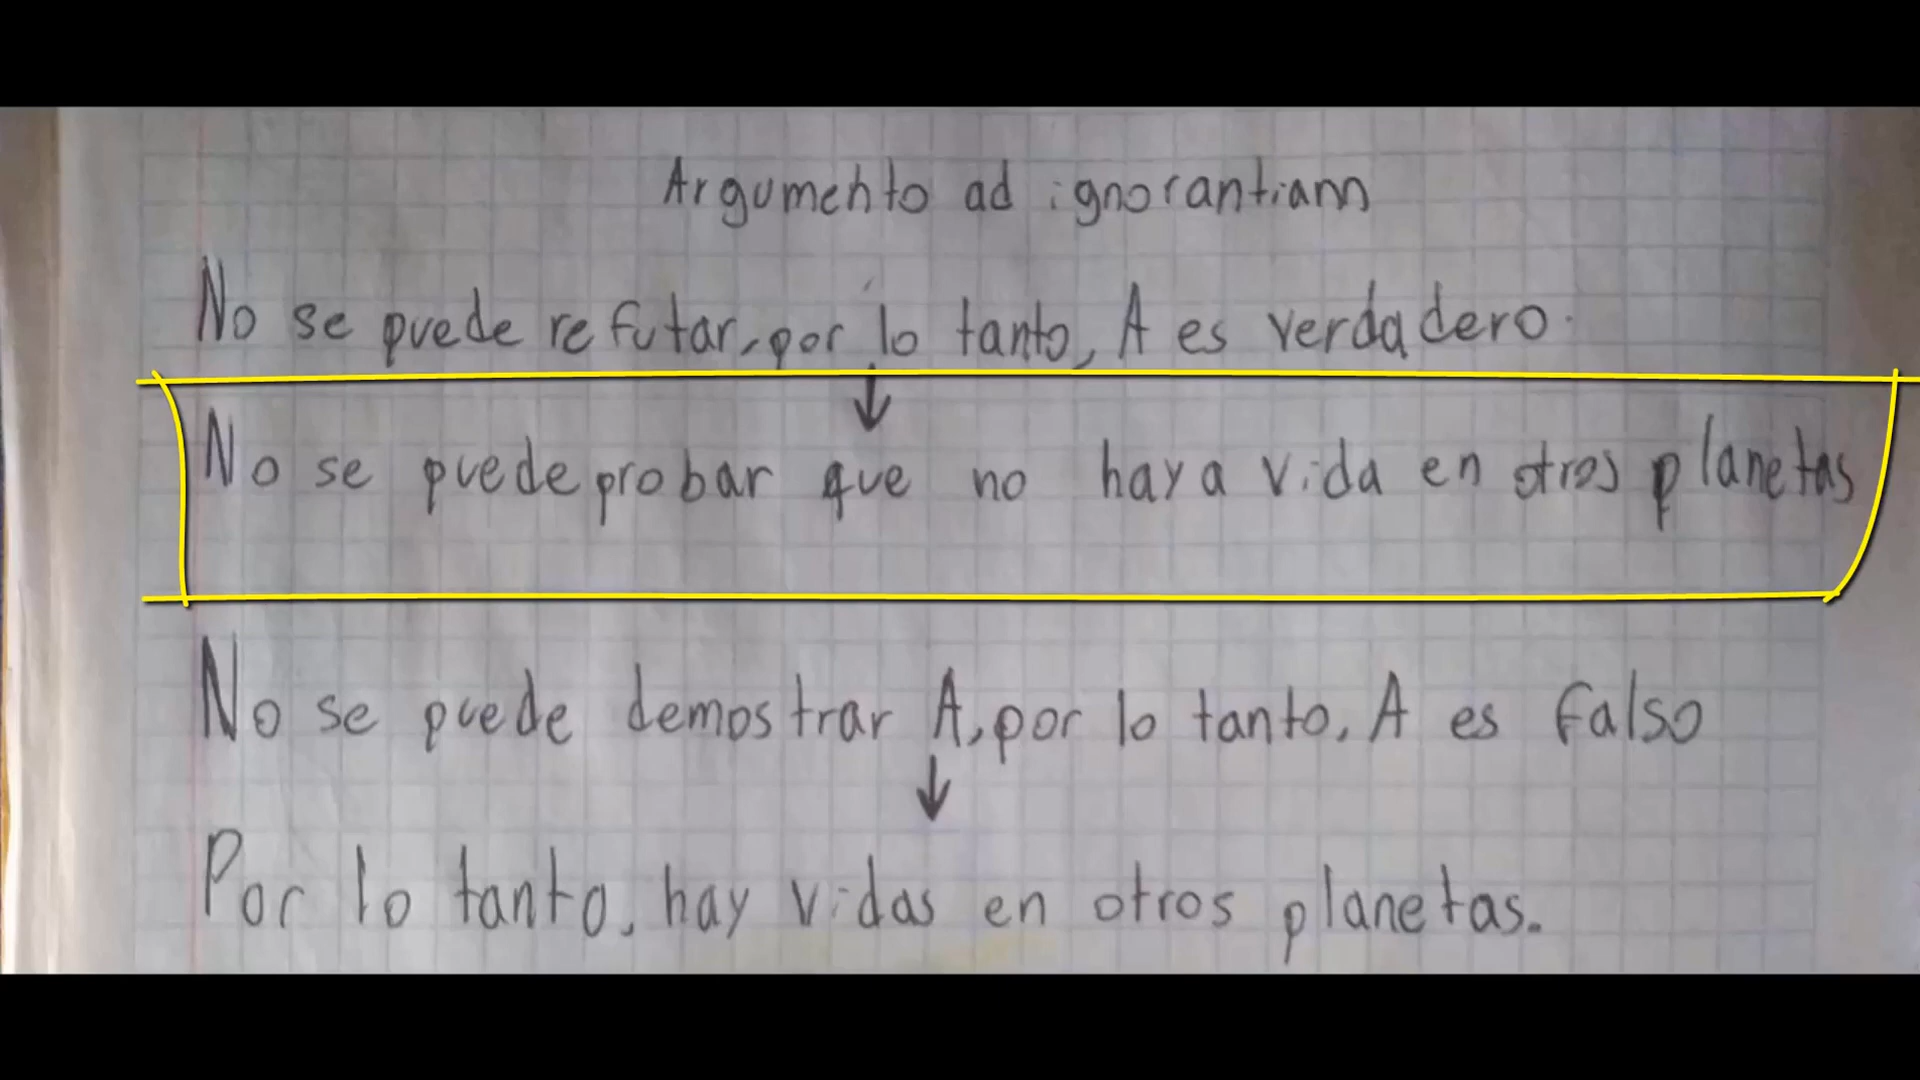 Argumento ad ignorantiam
No se puede refutar, por lo tanto, A es verdadero.
No se puede probar que no haya vida en otros planetas
No se puede demostrar A, por lo tanto, A es falso
Por lo tanto, hay vidas en otros planetas.